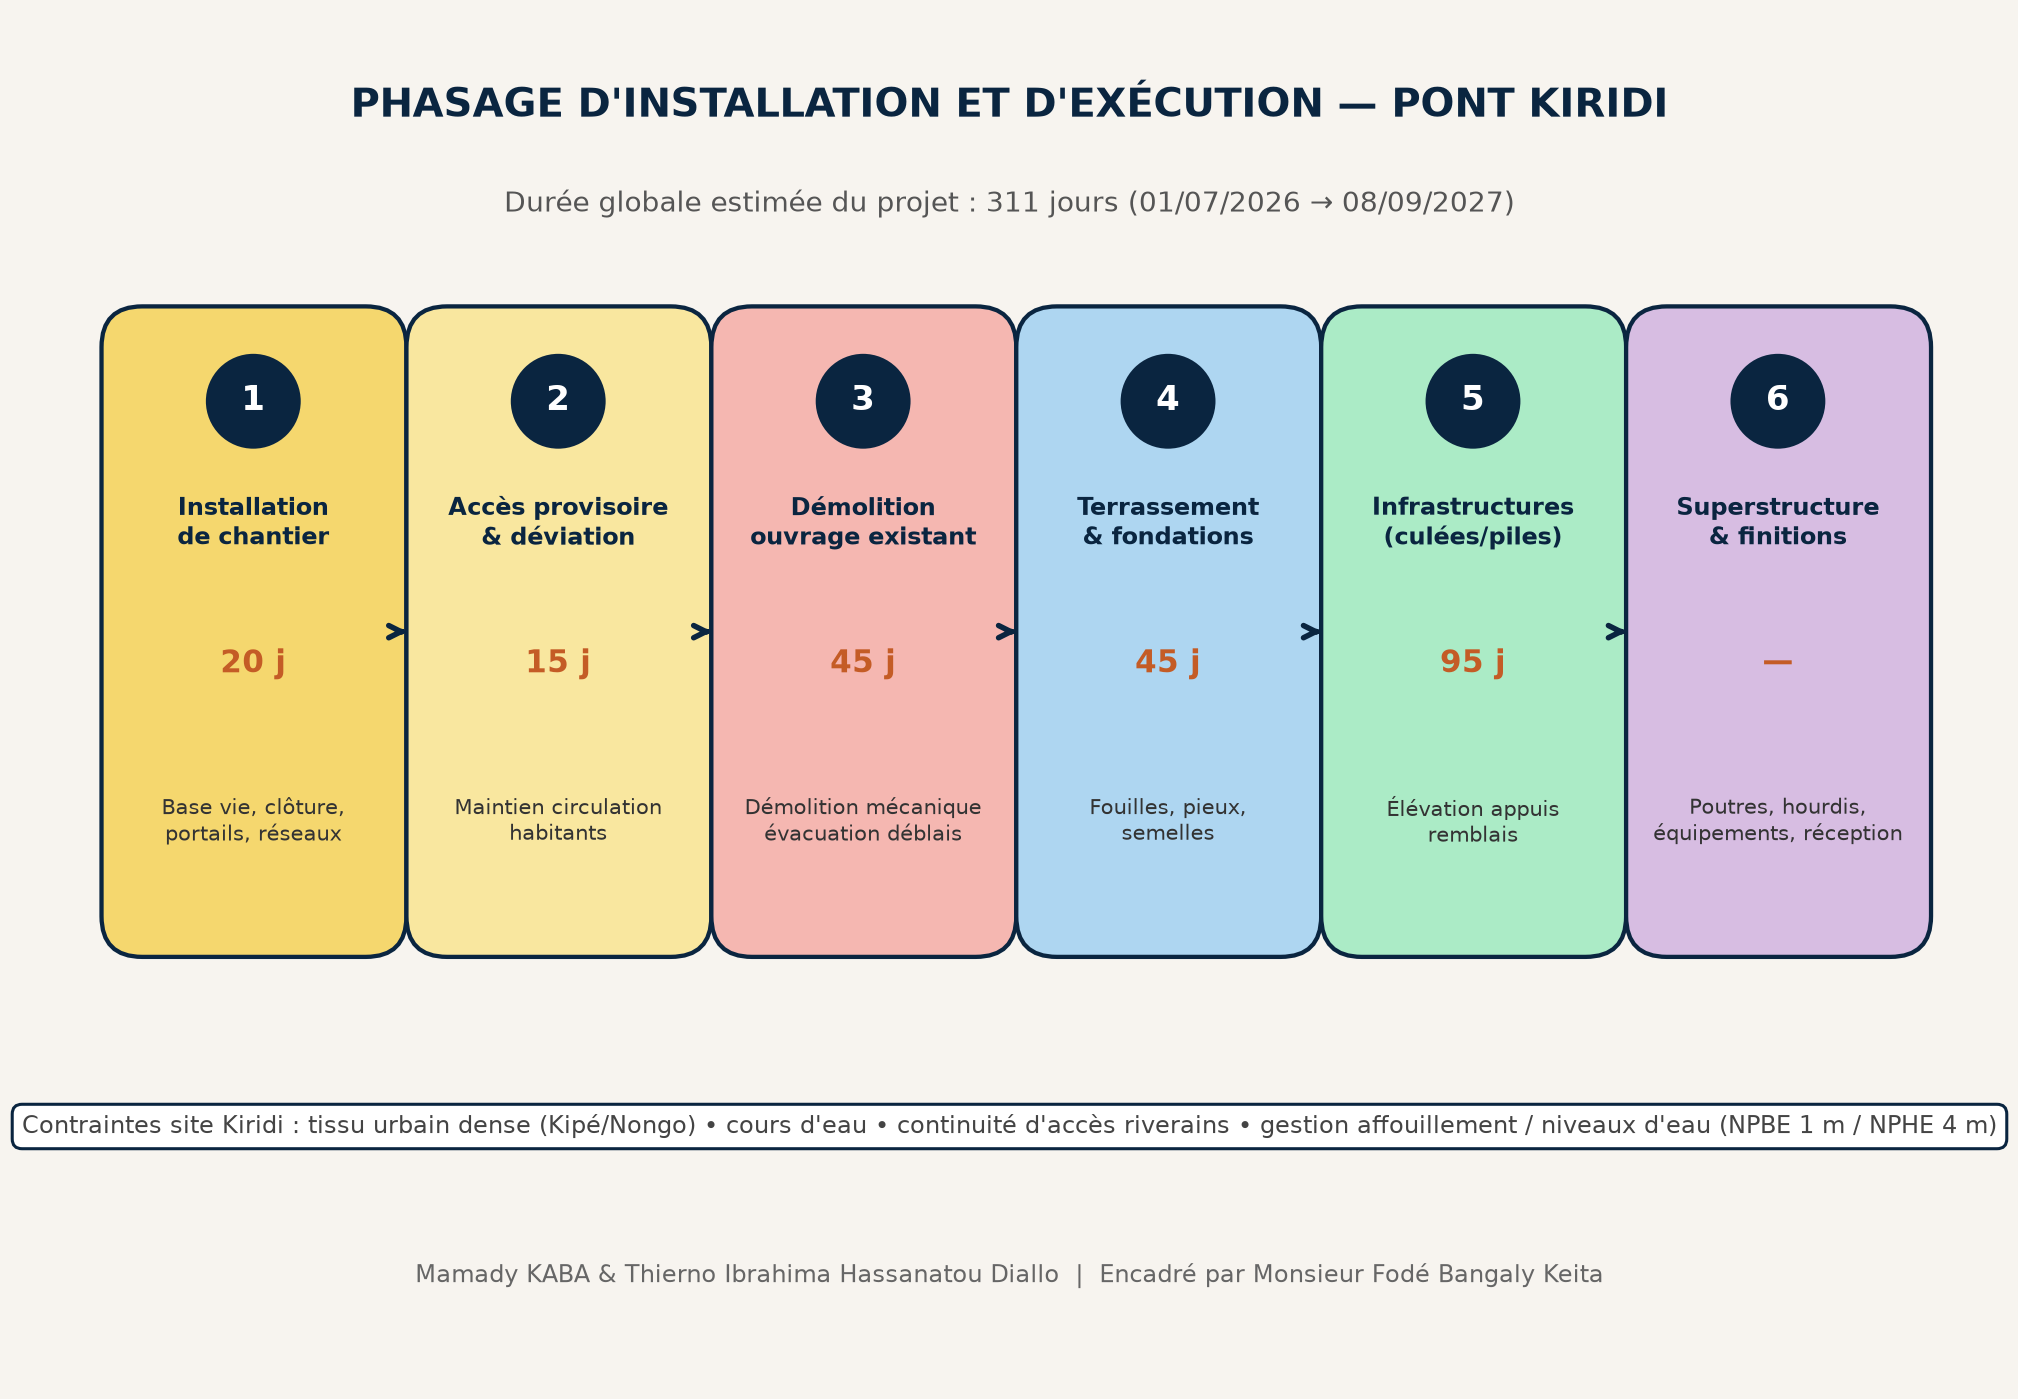 PHASAGE D'INSTALLATION ET D'EXÉCUTION — PONT KIRIDI
Durée globale estimée du projet : 311 jours (01/07/2026 → 08/09/2027)
1
Installation
de chantier
20 j
Base vie, clôture,
portails, réseaux
2
Accès provisoire
& déviation
15 j
Maintien circulation
habitants
3
Démolition
ouvrage existant
45 j
Démolition mécanique
évacuation déblais
4
Terrassement
& fondations
45 j
Fouilles, pieux,
semelles
5
Infrastructures
(culées/piles)
95 j
Élévation appuis
remblais
6
Superstructure
& finitions
—
Poutres, hourdis,
équipements, réception
Contraintes site Kiridi : tissu urbain dense (Kipé/Nongo) • cours d'eau • continuité d'accès riverains • gestion affouillement / niveaux d'eau (NPBE 1 m / NPHE 4 m)
Mamady KABA & Thierno Ibrahima Hassanatou Diallo | Encadré par Monsieur Fodé Bangaly Keita